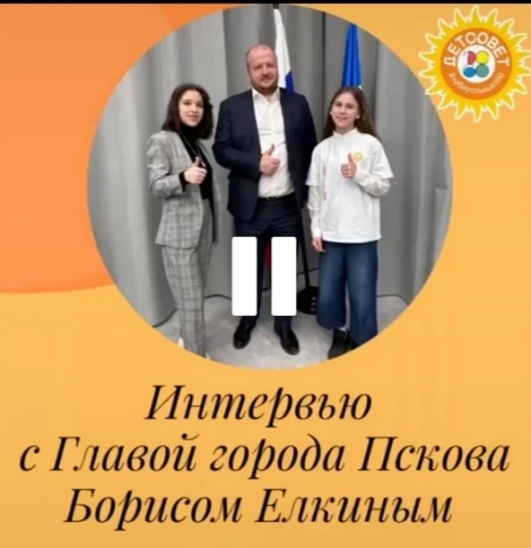 ДЕТСОВЕТ
Интервью
с Главой города Пскова
Борисом Елкиным